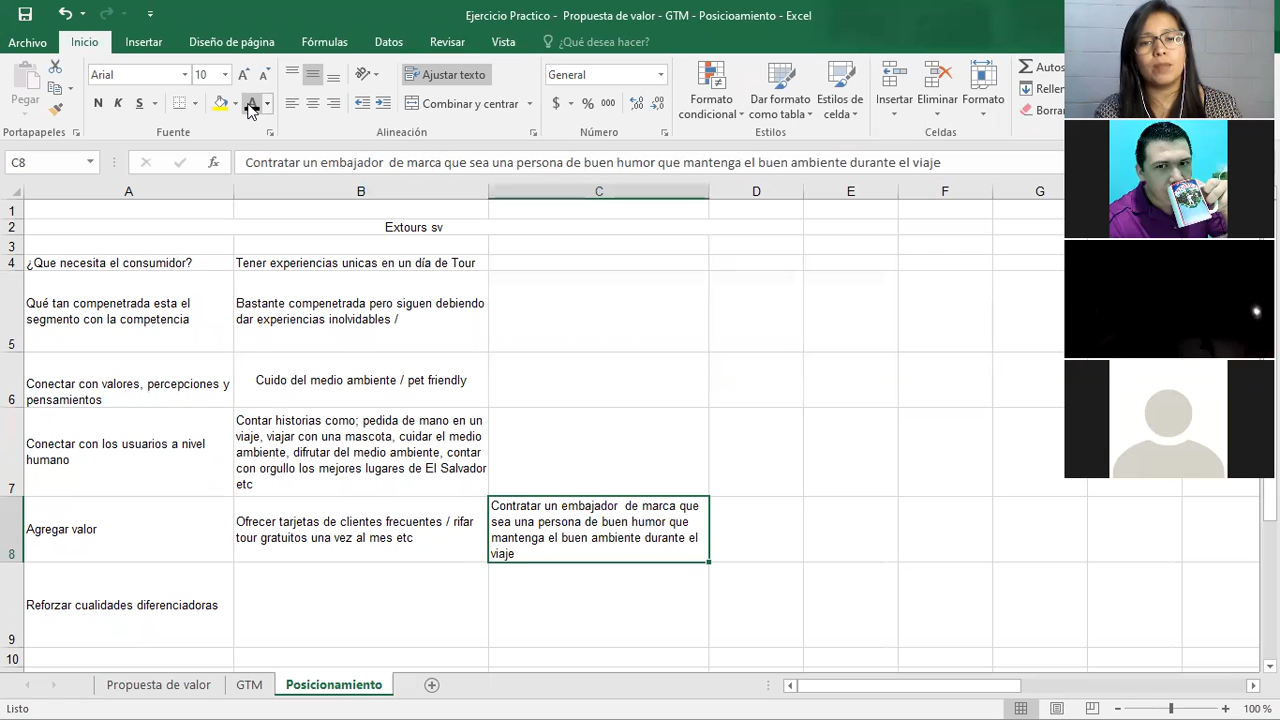 Ejercicio Practico -  Propuesta de valor - GTM - Posicioamiento - Excel
Archivo
Inicio
Insertar
Diseño de página
Fórmulas
Datos
Revisar
Vista
¿Qué desea hacer?
Pegar
Arial
10
N K S
Ajustar texto
Combinar y centrar
General
$ % 000
Formato
condicional
Dar formato
como tabla
Estilos de
celda
Insertar
Eliminar
Formato
Autos
Rellen
Borra
Portapapeles
Fuente
Alineación
Número
Estilos
Celdas
C8
fx
Contratar un embajador  de marca que sea una persona de buen humor que mantenga el buen ambiente durante el viaje
A B C D E F G
1
2 Extours sv
3
4 ¿Que necesita el consumidor? Tener experiencias unicas en un día de Tour
Qué tan compenetrada esta el
segmento con la competencia
Bastante compenetrada pero siguen debiendo
dar experiencias inolvidables /
5
Conectar con valores, percepciones y
pensamientos
Cuido del medio ambiente / pet friendly
6
Conectar con los usuarios a nivel
humano
Contar historias como; pedida de mano en un
viaje, viajar con una mascota, cuidar el medio
ambiente, difrutar del medio ambiente, contar
con orgullo los mejores lugares de El Salvador
etc
7
Agregar valor
Ofrecer tarjetas de clientes frecuentes / rifar
tour gratuitos una vez al mes etc
Contratar un embajador  de marca que
sea una persona de buen humor que
mantenga el buen ambiente durante el
viaje
8
Reforzar cualidades diferenciadoras
9
10
Propuesta de valor
GTM
Posicionamiento
Listo
100 %